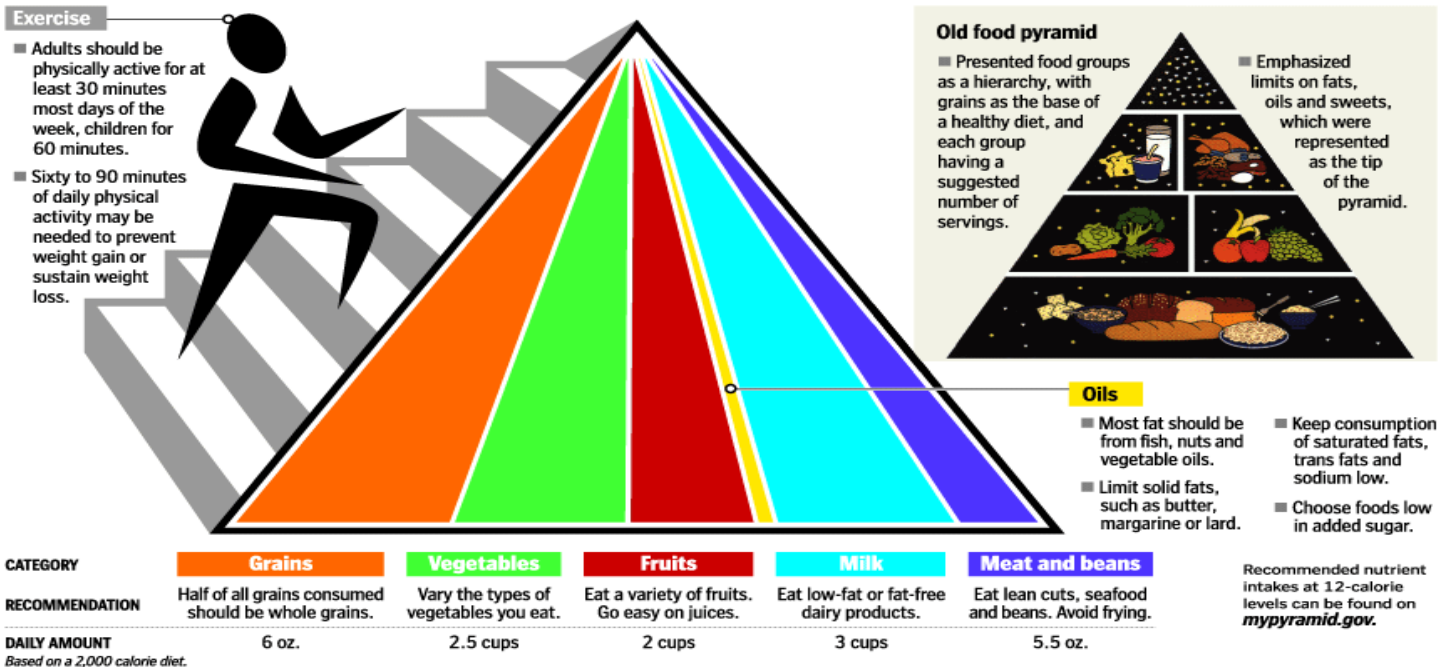 Exercise
Adults should be
physically active for at
least 30 minutes
most days of the
week, children for
60 minutes.
Sixty to 90 minutes
of daily physical
activity may be
needed to prevent
weight gain or
sustain weight
loss.
Old food pyramid
Presented food groups
as a hierarchy, with
grains as the base of
a healthy diet, and
each group
having a
suggested
number of
servings.
Emphasized
limits on fats,
oils and sweets,
which were
represented
as the tip
of the
pyramid.
Oils
Most fat should be
from fish, nuts and
vegetable oils.
Limit solid fats,
such as butter,
margarine or lard.
Keep consumption
of saturated fats,
trans fats and
sodium low.
Choose foods low
in added sugar.
CATEGORY
Grains
Vegetables
Fruits
Milk
Meat and beans
RECOMMENDATION
Half of all grains consumed
should be whole grains.
Vary the types of
vegetables you eat.
Eat a variety of fruits.
Go easy on juices.
Eat low-fat or fat-free
dairy products.
Eat lean cuts, seafood
and beans. Avoid frying.
DAILY AMOUNT
Based on a 2,000 calorie diet.
6 oz.
2.5 cups
2 cups
3 cups
5.5 oz.
Recommended nutrient
intakes at 12-calorie
levels can be found on
mypyramid.gov.